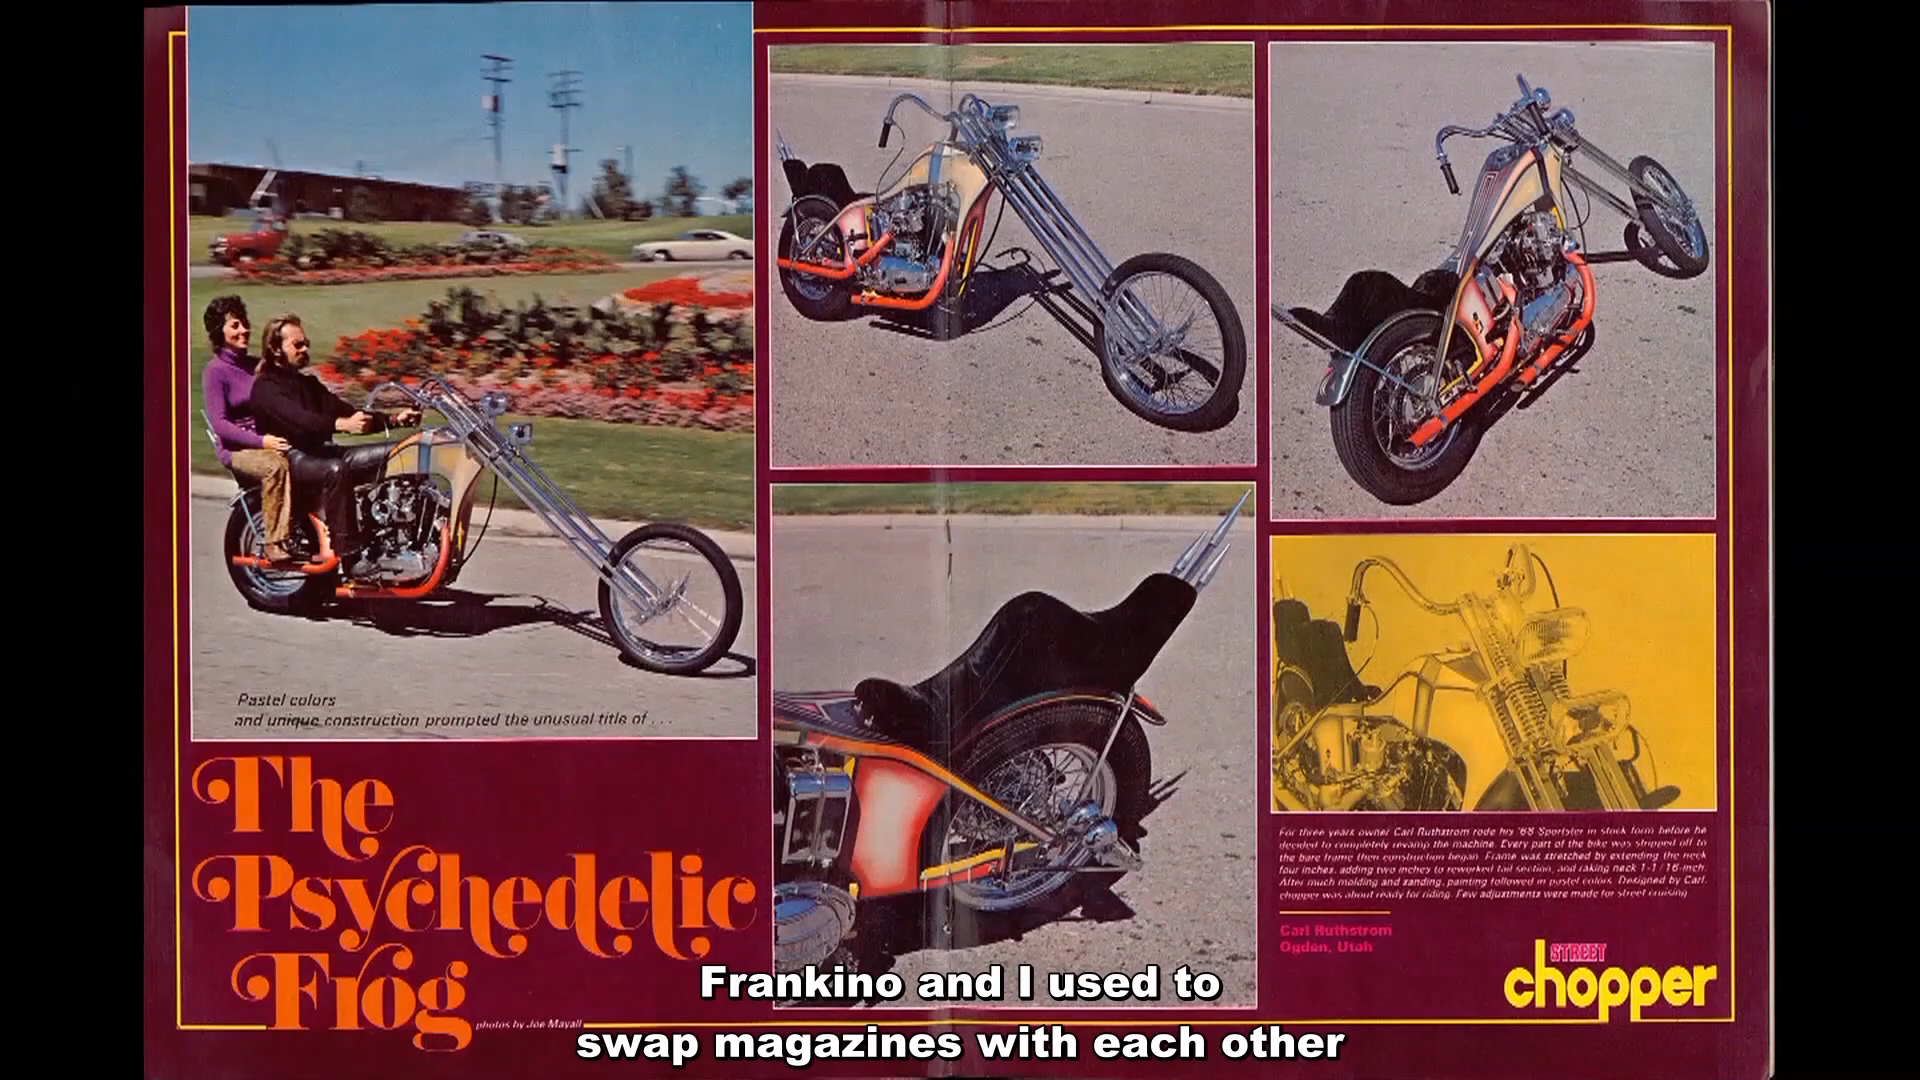 Pastel colors
and unique construction prompted the unusual title of . . .
The
Psychedelic
Frog
photos by Joe Mayall
For three years owner Carl Ruthstrom rode his '68 Sportster in stock form before he
decided to completely revamp the machine. Every part of the bike was stripped off to
the bare frame then construction began. Frame was stretched by extending the neck
four inches, adding two inches to reworked tail section, and raking neck 1-1/16-inch.
After much molding and sanding, painting followed in pastel colors. Designed by Carl,
chopper was about ready for riding. Few adjustments were made for street cruising
Carl Ruthstrom
Ogden, Utah
STREET
chopper
Frankino and I used to
swap magazines with each other